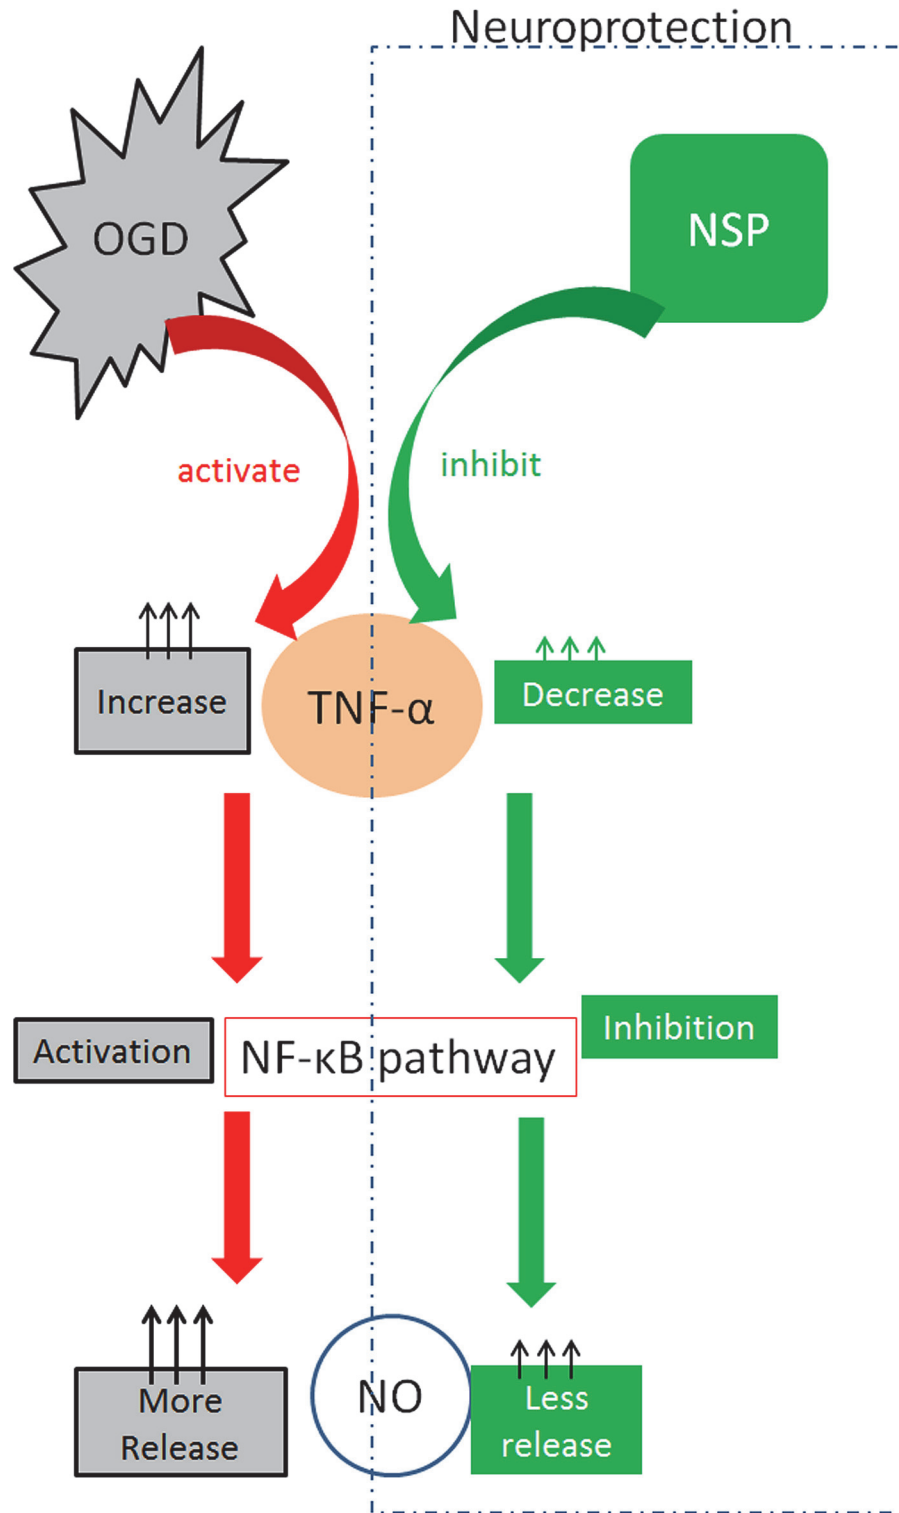 Neuroprotection
OGD
NSP
activate
inhibit
Increase
TNF-α
Decrease
Activation
NF-κB pathway
Inhibition
More
Release
NO
Less
release